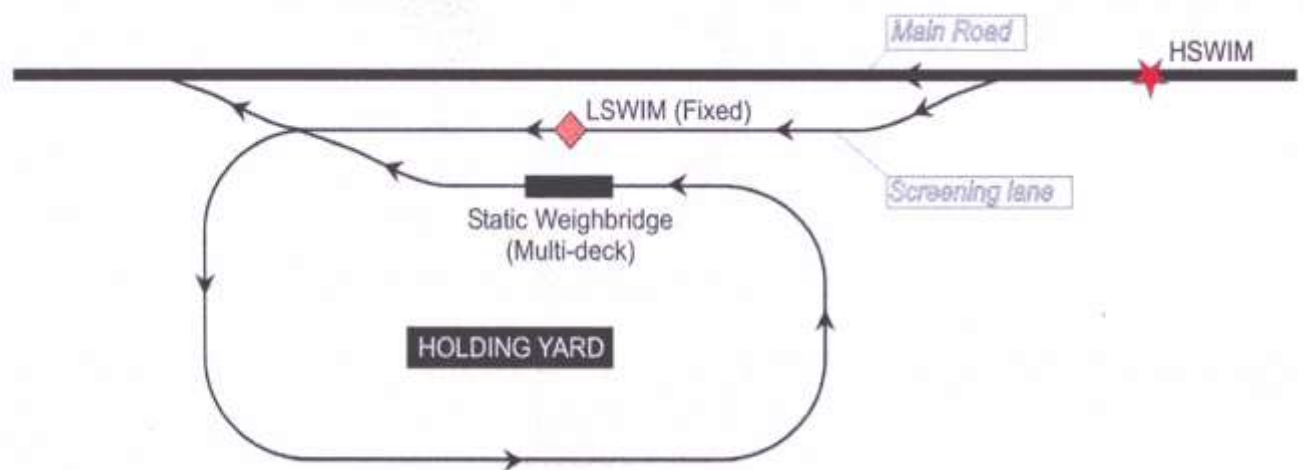 Main Road
HSWIM
LSWIM (Fixed)
Screening lane
Static Weighbridge
(Multi-deck)
HOLDING YARD